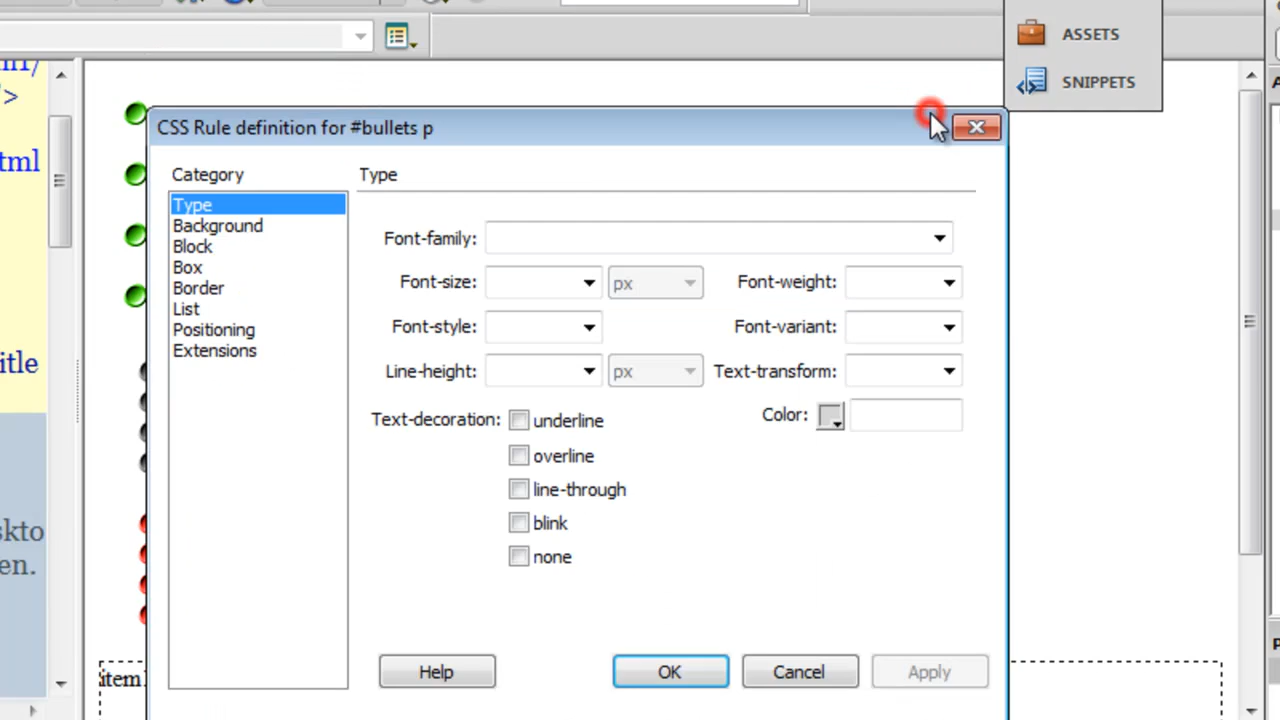 ASSETS
SNIPPETS
/>
tml
itle
skto
en.
item
CSS Rule definition for #bullets p
Category
Type
Background
Block
Box
Border
List
Positioning
Extensions
Type
Font-family:
Font-size: px Font-weight:
Font-style: Font-variant:
Line-height: px Text-transform:
Text-decoration: underline Color:
overline
line-through
blink
none
Help OK Cancel Apply